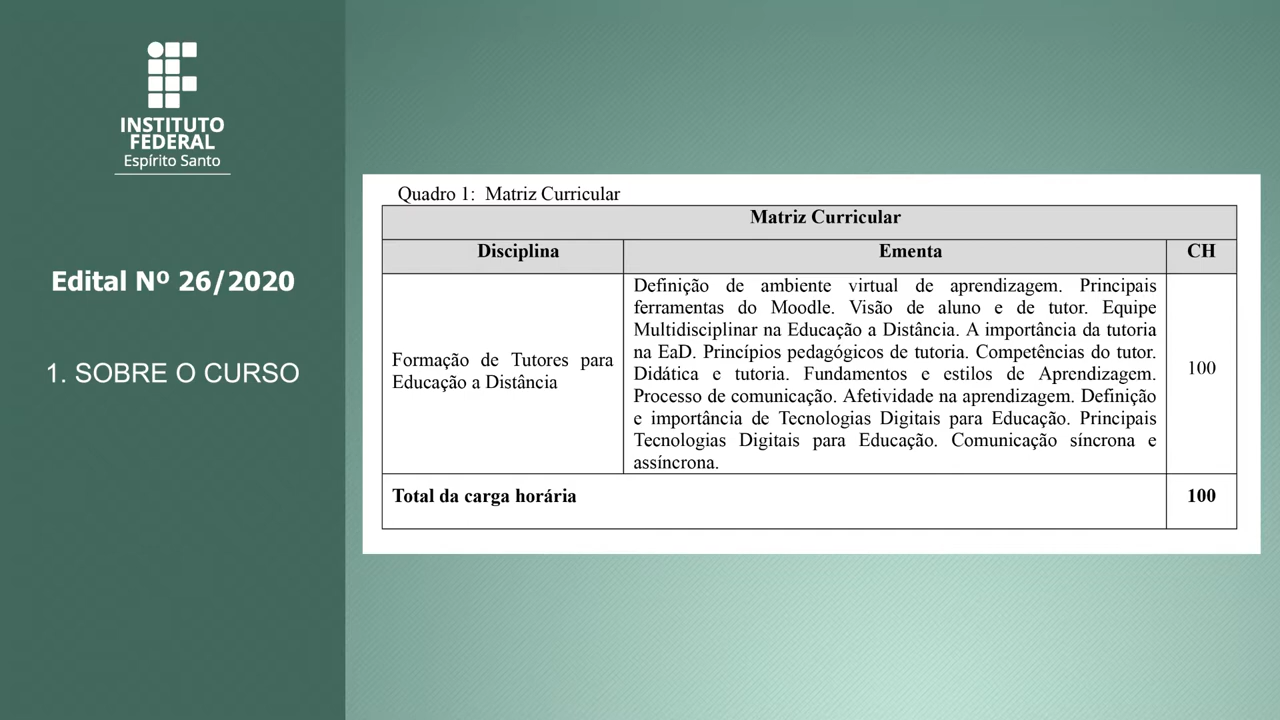 INSTITUTO
FEDERAL
Espírito Santo
Edital Nº 26/2020
1. SOBRE O CURSO
Quadro 1: Matriz Curricular
Matriz Curricular
Disciplina
Ementa
CH
Formação de Tutores para
Educação a Distância
Definição de ambiente virtual de aprendizagem. Principais
ferramentas do Moodle. Visão de aluno e de tutor. Equipe
Multidisciplinar na Educação a Distância. A importância da tutoria
na EaD. Princípios pedagógicos de tutoria. Competências do tutor.
Didática e tutoria. Fundamentos e estilos de Aprendizagem.
Processo de comunicação. Afetividade na aprendizagem. Definição
e importância de Tecnologias Digitais para Educação. Principais
Tecnologias Digitais para Educação. Comunicação síncrona e
assíncrona.
100
Total da carga horária
100